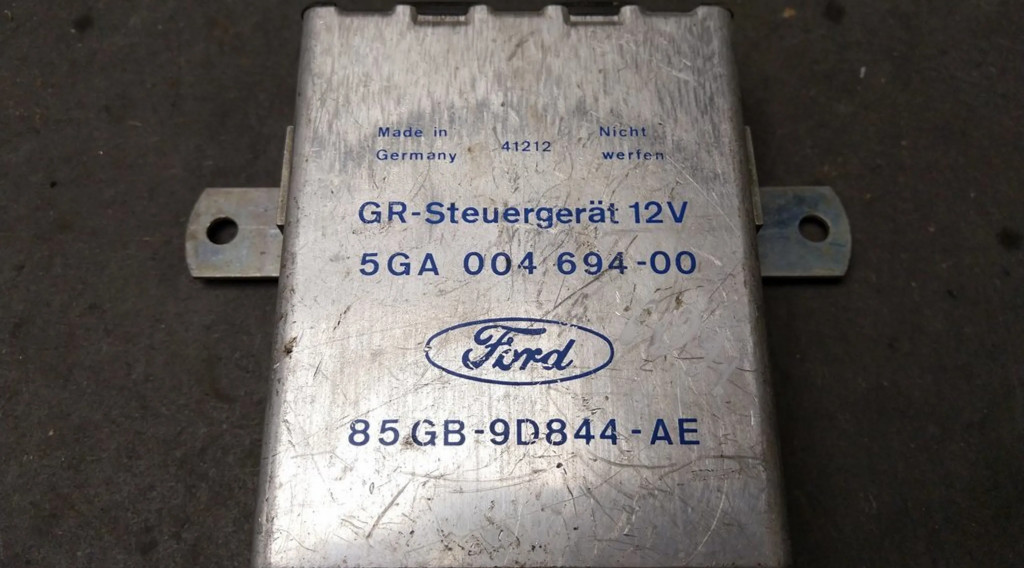 Made in Germany
41212
Nicht werfen
GR-Steuergerät 12V
5GA 004 694-00
Ford
85GB-9D844-AE